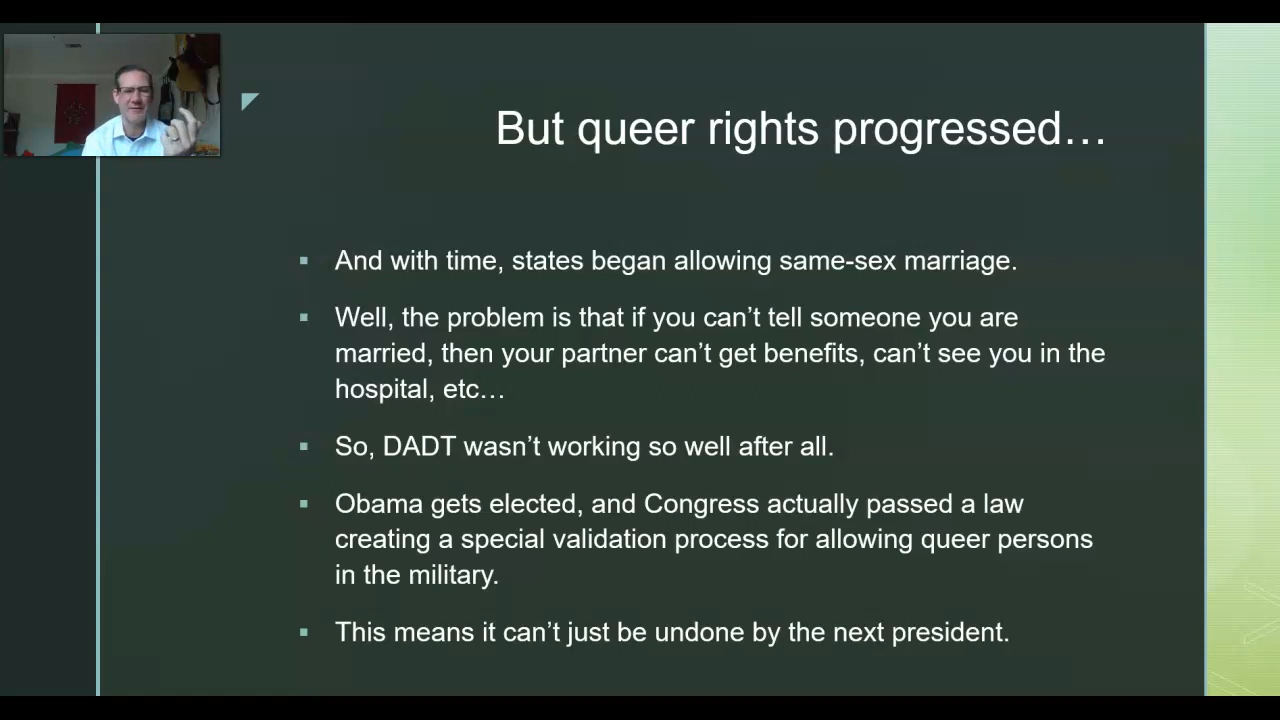 But queer rights progressed…
▪ And with time, states began allowing same-sex marriage.
▪ Well, the problem is that if you can’t tell someone you are
married, then your partner can’t get benefits, can’t see you in the
hospital, etc…
▪ So, DADT wasn’t working so well after all.
▪ Obama gets elected, and Congress actually passed a law
creating a special validation process for allowing queer persons
in the military.
▪ This means it can’t just be undone by the next president.